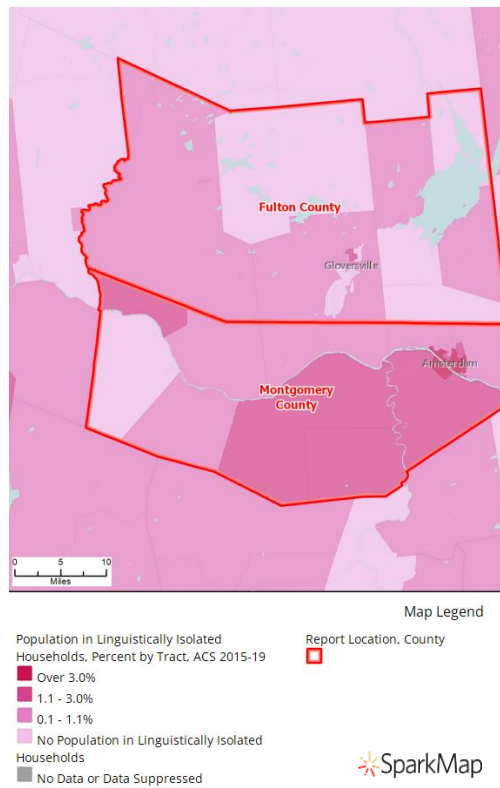 Fulton County
Gloversville
Amsterdam
Montgomery
County
0 5 10
Miles
Map Legend
Population in Linguistically Isolated
Households, Percent by Tract, ACS 2015-19
Over 3.0%
1.1 - 3.0%
0.1 - 1.1%
No Population in Linguistically Isolated
Households
No Data or Data Suppressed
Report Location, County
SparkMap